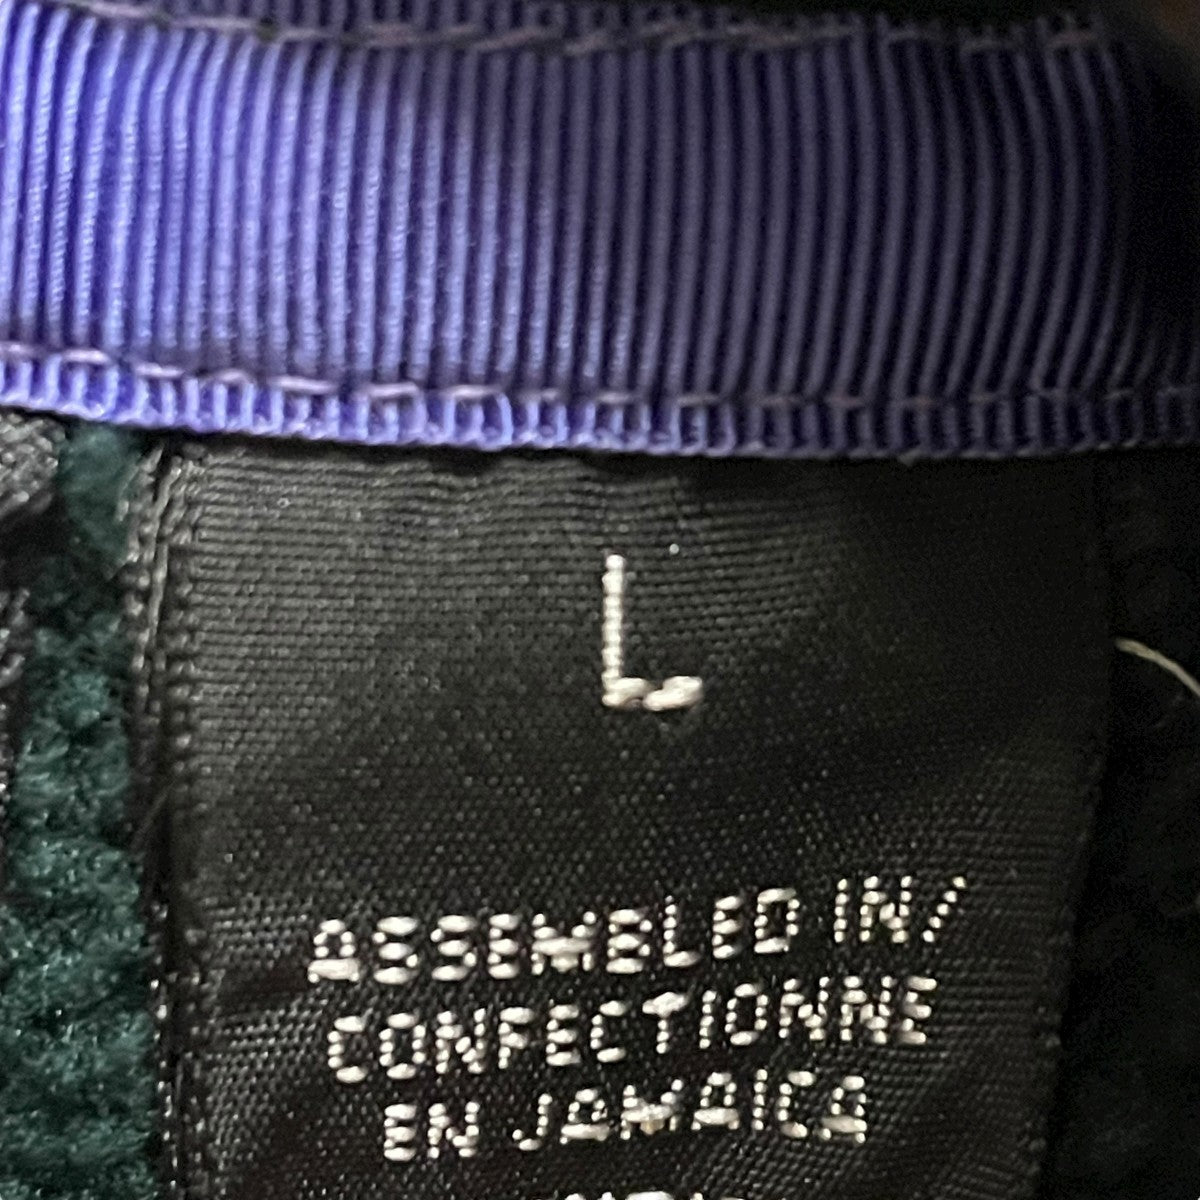 L
ASSEMBLED IN/
CONFECTIONNE
EN JAMAICA